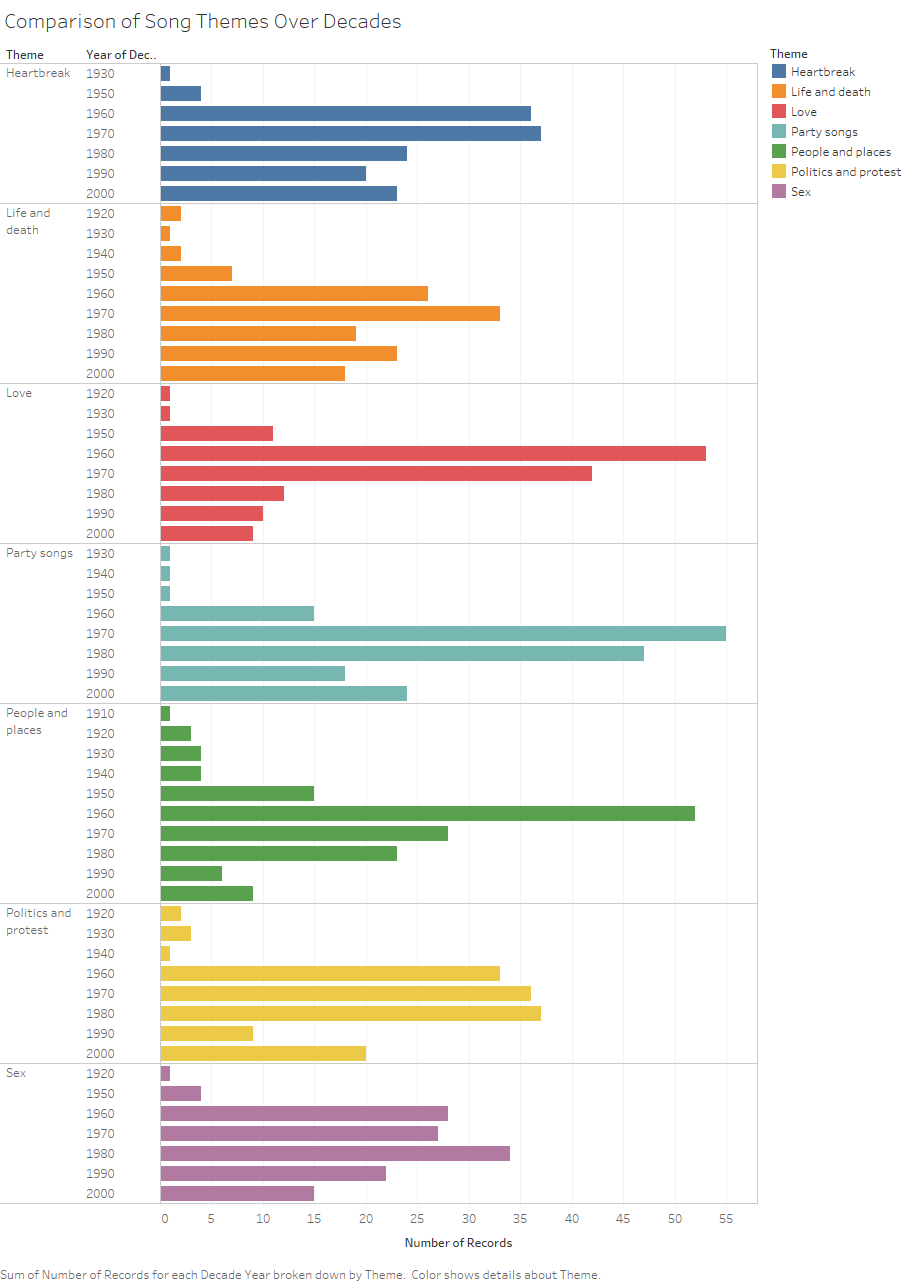 Comparison of Song Themes Over Decades
Theme Year of Dec..
Heartbreak 1930
1950
1960
1970
1980
1990
2000
Life and death 1920
1930
1940
1950
1960
1970
1980
1990
2000
Love 1920
1930
1950
1960
1970
1980
1990
2000
Party songs 1930
1940
1950
1960
1970
1980
1990
2000
People and places 1910
1920
1930
1940
1950
1960
1970
1980
1990
2000
Politics and protest 1920
1930
1940
1960
1970
1980
1990
2000
Sex 1920
1950
1960
1970
1980
1990
2000
0 5 10 15 20 25 30 35 40 45 50 55
Number of Records
Theme
Heartbreak
Life and death
Love
Party songs
People and places
Politics and protest
Sex
Sum of Number of Records for each Decade Year broken down by Theme. Color shows details about Theme.